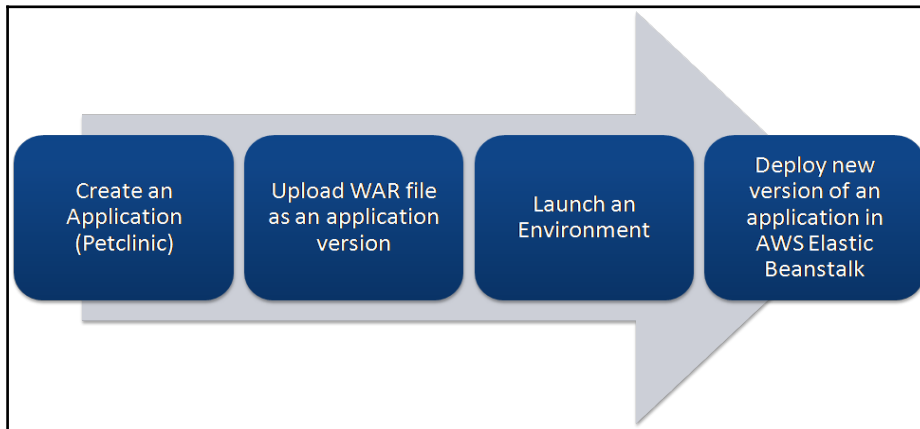 Create an
Application
(Petclinic)
Upload WAR file
as an application
version
Launch an
Environment
Deploy new
version of an
application in
AWS Elastic
Beanstalk